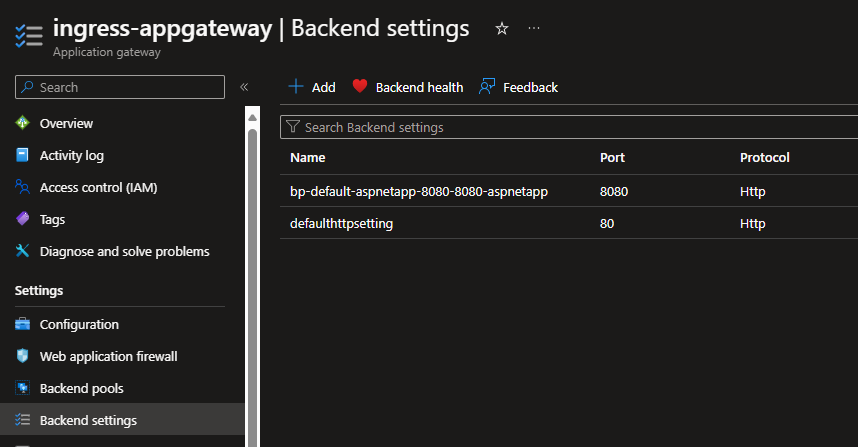 ingress-appgateway | Backend settings
Application gateway
Search
Overview
Activity log
Access control (IAM)
Tags
Diagnose and solve problems
Settings
Configuration
Web application firewall
Backend pools
Backend settings
Add Backend health Feedback
Search Backend settings
Name Port Protocol
bp-default-aspnetapp-8080-8080-aspnetapp 8080 Http
defaulthttpsetting 80 Http